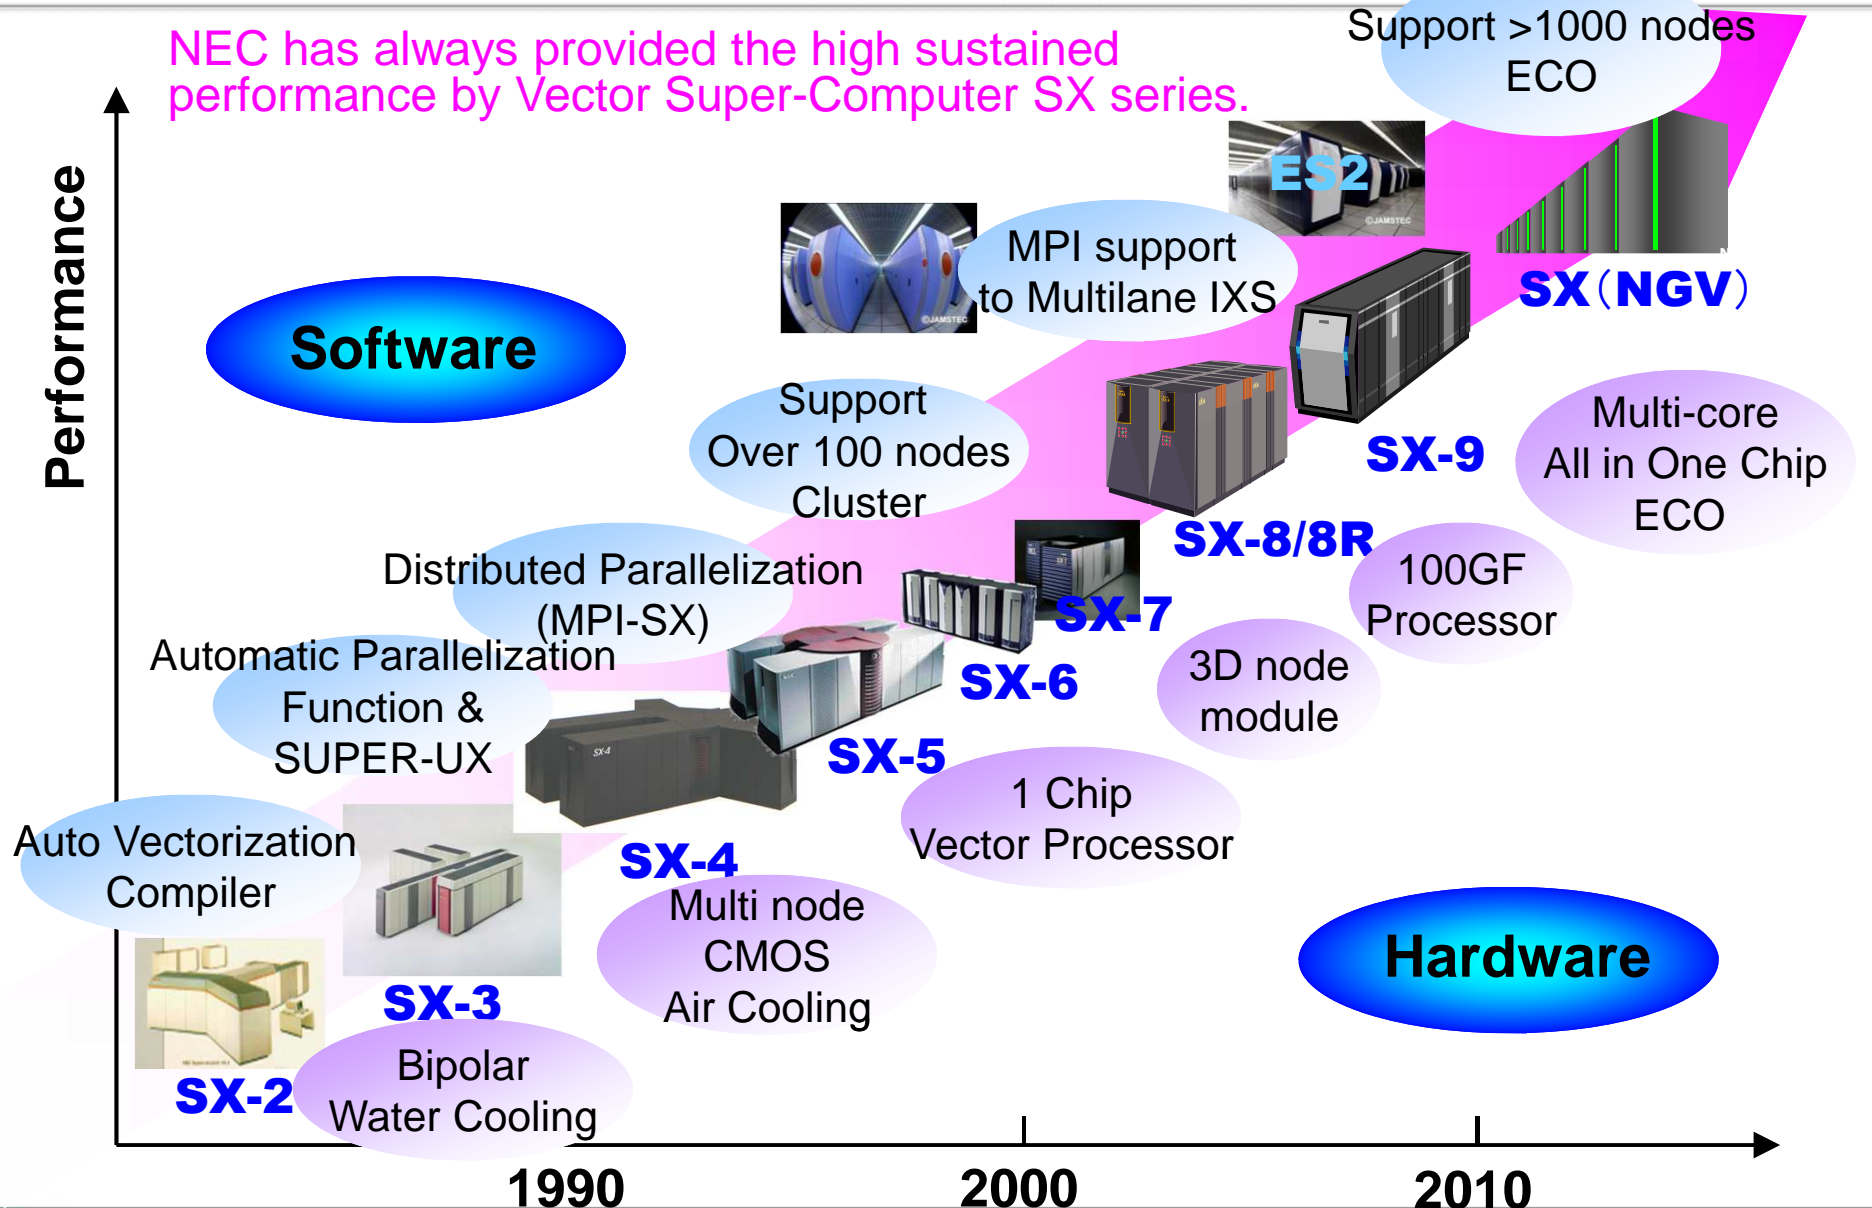 Support >1000 nodes
ECO
NEC has always provided the high sustained
performance by Vector Super-Computer SX series.
Performance
ES2
©JAMSTEC
©JAMSTEC
MPI support
to Multilane IXS
SX（NGV）
Software
Support
Over 100 nodes
Cluster
SX-9
Multi-core
All in One Chip
ECO
SX-8/8R
Distributed Parallelization
(MPI-SX)
100GF
Processor
SX-7
Automatic Parallelization
Function &
SUPER-UX
SX-6
3D node
module
SX-4
SX-5
1 Chip
Vector Processor
Auto Vectorization
Compiler
SX-4
Multi node
CMOS
Air Cooling
Hardware
SX-3
Bipolar
Water Cooling
SX-2
1990
2000
2010